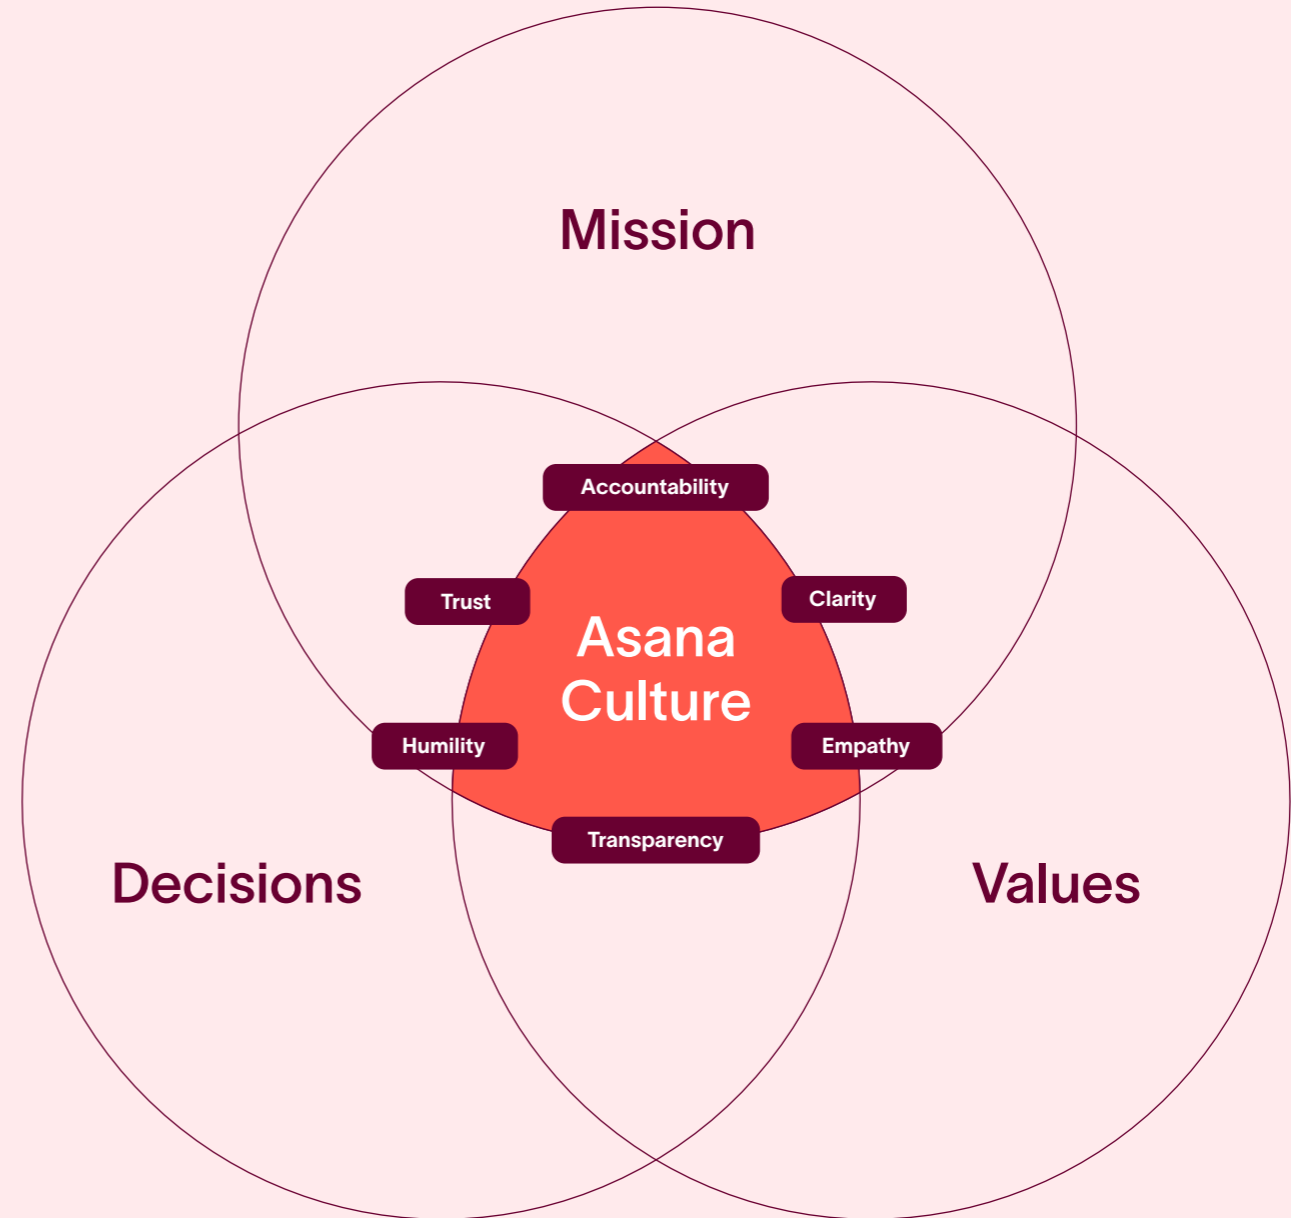 Mission
Accountability
Trust
Clarity
Asana
Culture
Humility
Empathy
Transparency
Decisions
Values